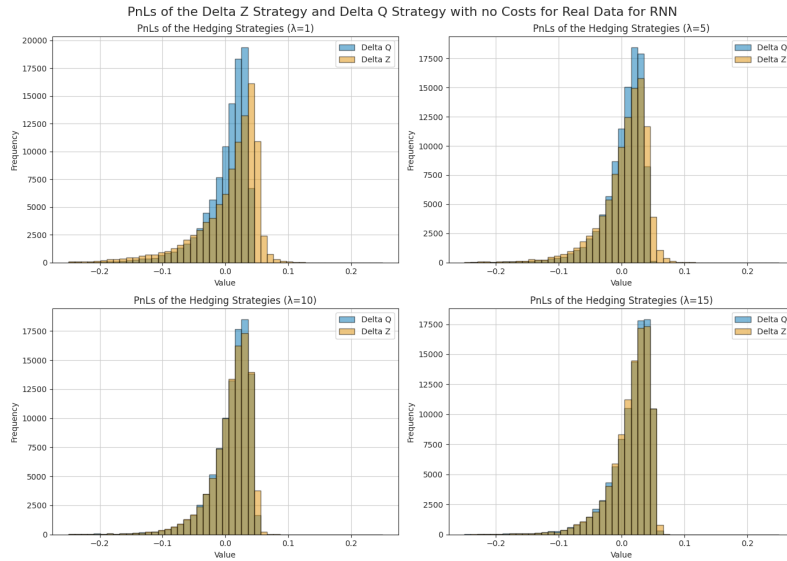 PnLs of the Delta Z Strategy and Delta Q Strategy with no Costs for Real Data for RNN
PnLs of the Hedging Strategies (λ=1)
20000
17500
15000
12500
10000
7500
5000
2500
0
Frequency
−0.2
−0.1
0.0
0.1
0.2
Value
Delta Q
Delta Z
PnLs of the Hedging Strategies (λ=5)
17500
15000
12500
10000
7500
5000
2500
0
Frequency
−0.2
−0.1
0.0
0.1
0.2
Value
Delta Q
Delta Z
PnLs of the Hedging Strategies (λ=10)
17500
15000
12500
10000
7500
5000
2500
0
Frequency
−0.2
−0.1
0.0
0.1
0.2
Value
Delta Q
Delta Z
PnLs of the Hedging Strategies (λ=15)
17500
15000
12500
10000
7500
5000
2500
0
Frequency
−0.2
−0.1
0.0
0.1
0.2
Value
Delta Q
Delta Z